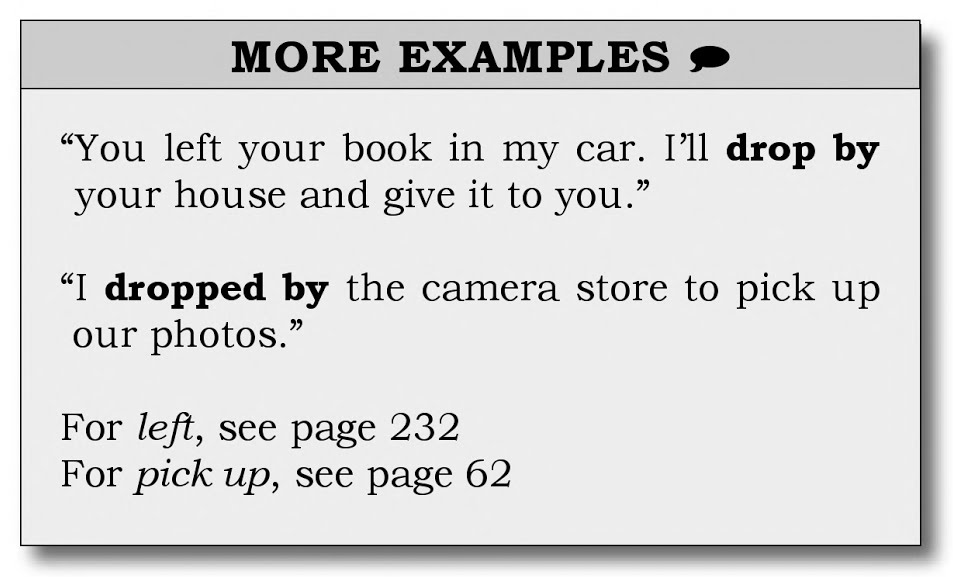 MORE EXAMPLES
“You left your book in my car. I’ll drop by
your house and give it to you.”
“I dropped by the camera store to pick up
our photos.”
For left, see page 232
For pick up, see page 62